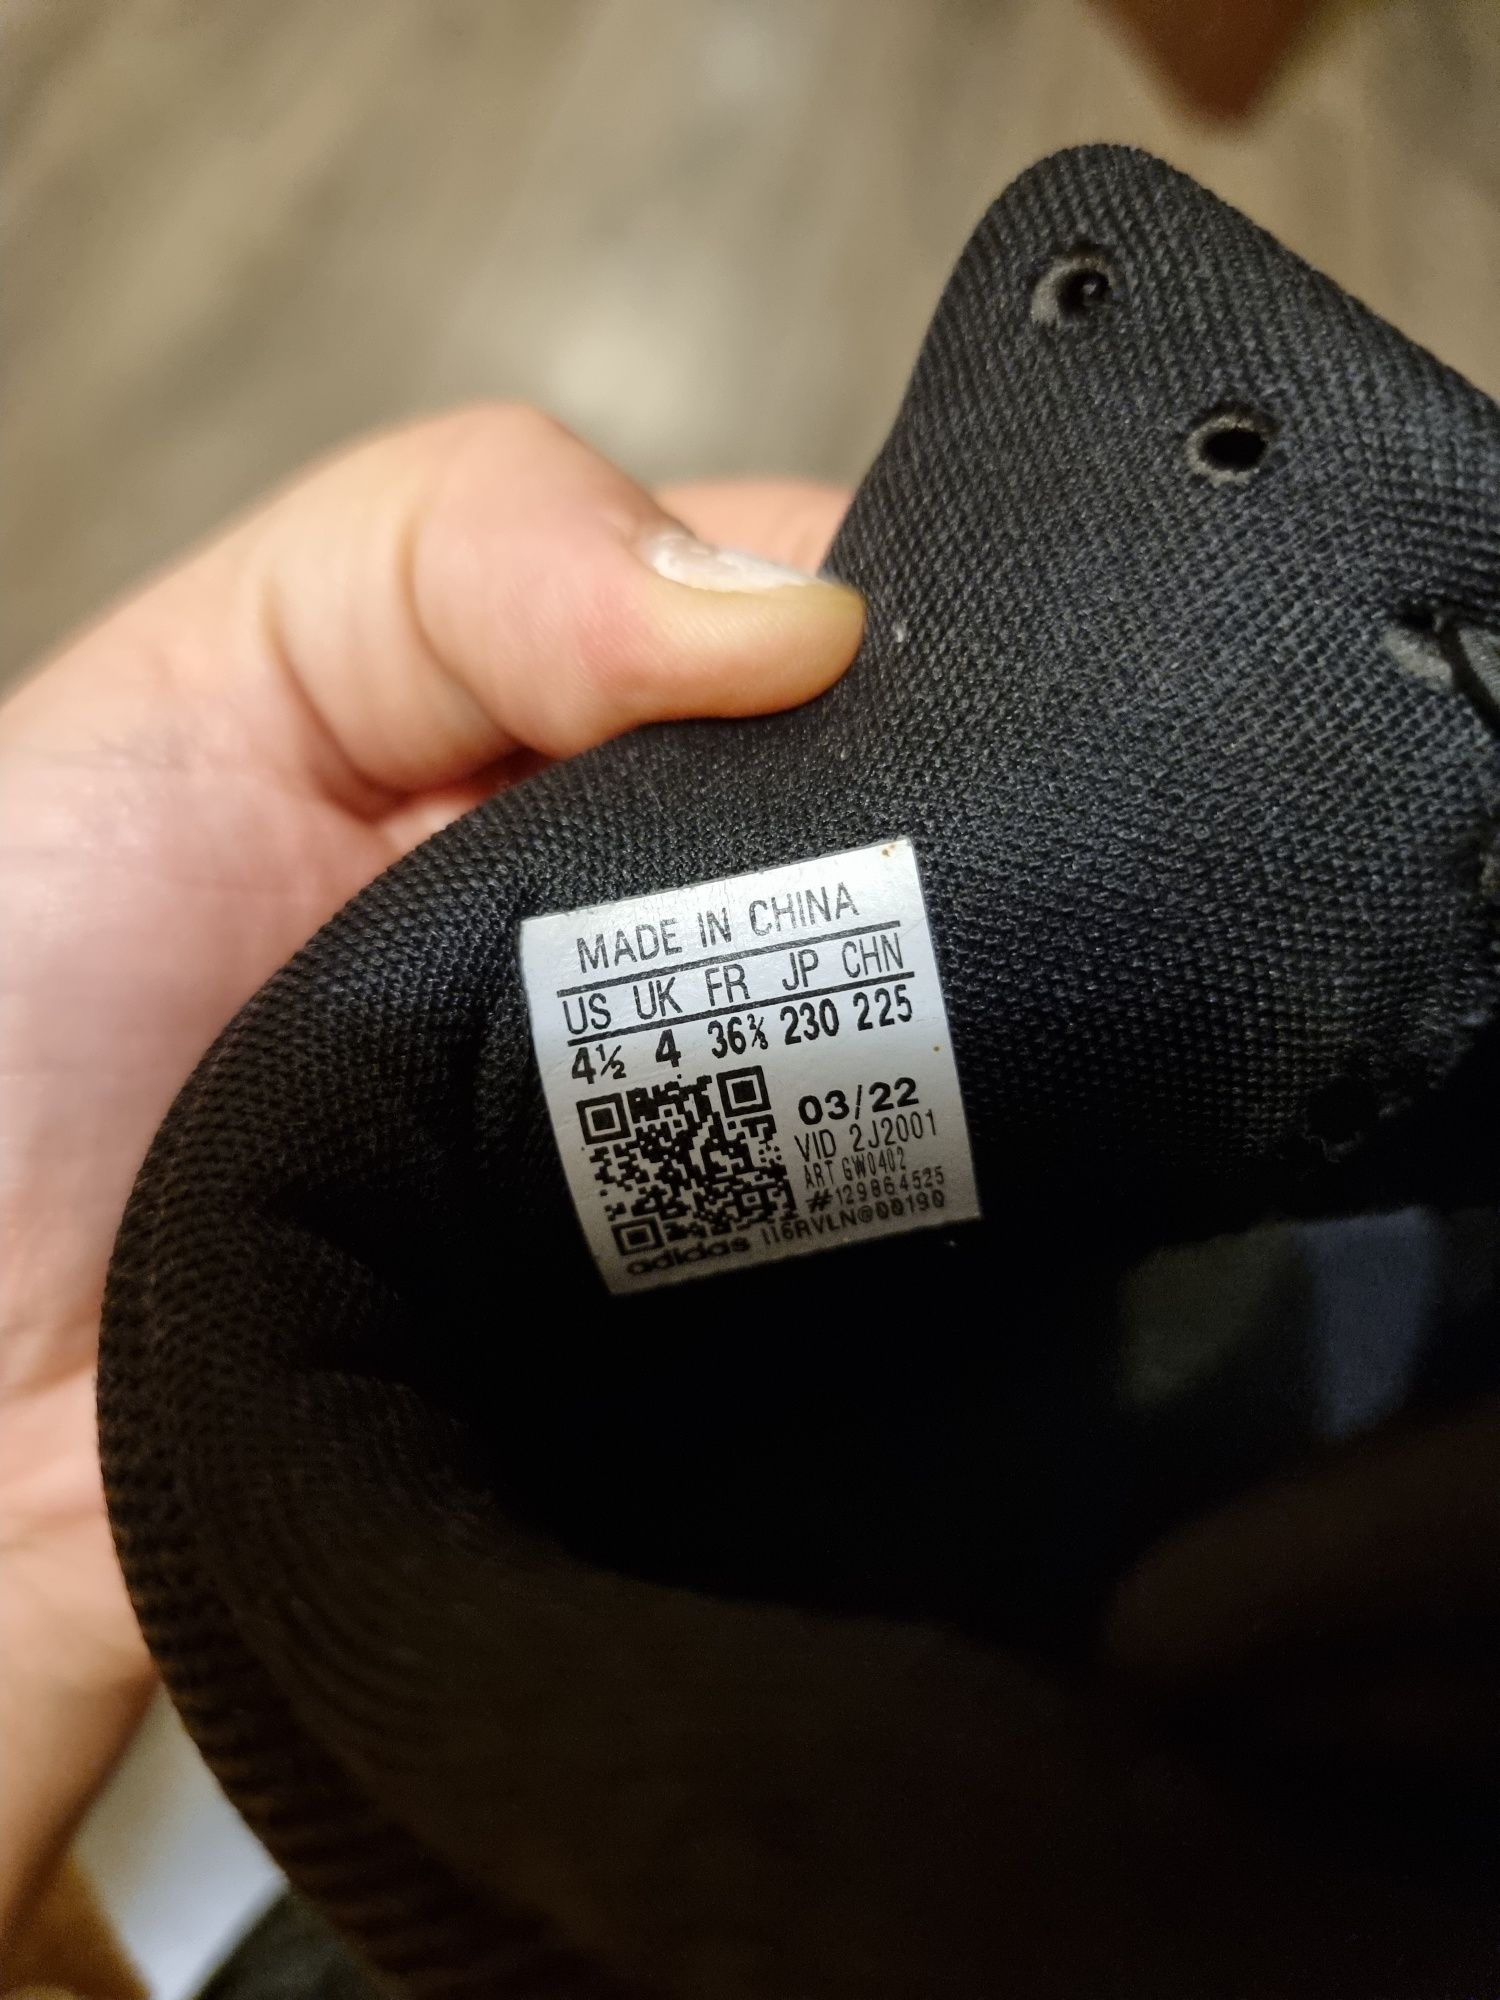 MADE IN CHINA
US UK FR JP CHN
4½ 4 36⅔ 230 225
03/22
VID 2J2001
ART GW0402
#129864525
adidas I16RVLN@00190